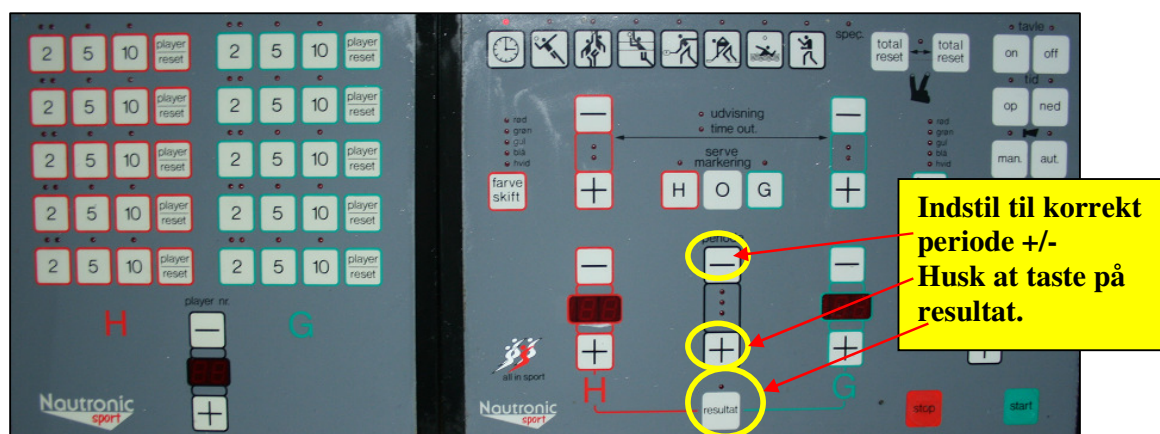 2 5 10 player reset 2 5 10 player reset
2 5 10 player reset 2 5 10 player reset
2 5 10 player reset 2 5 10 player reset
2 5 10 player reset 2 5 10 player reset
2 5 10 player reset 2 5 10 player reset
H player nr. G
Nautronic
sport
spec.
total reset total reset
tavle
on off
tid
op ned
man. aut.
udvisning
time out.
serve
markering
H O G
rød
grøn
gul
blå
hvid
farve
skift
rød
grøn
gul
blå
hvid
periode
all in sport
H G
resultat
Nautronic
sport
stop start
Indstil til korrekt
periode +/-
Husk at taste på
resultat.